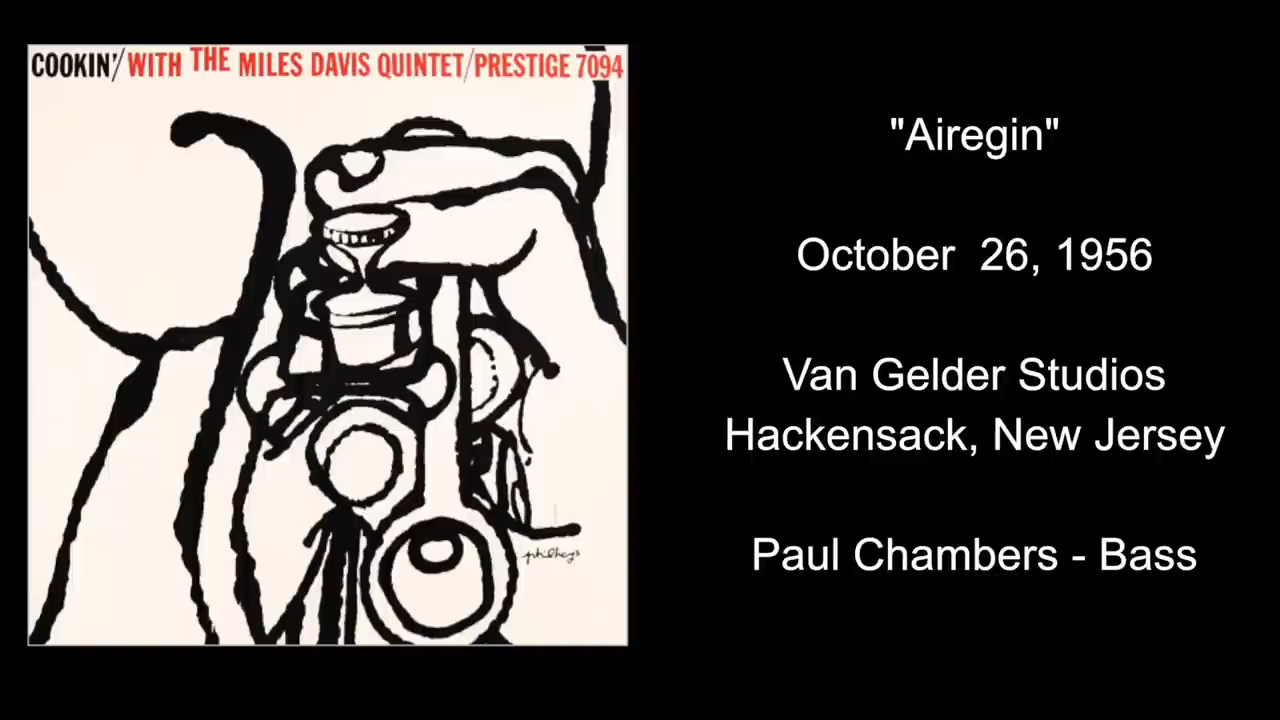 COOKIN'/WITH THE MILES DAVIS QUINTET/PRESTIGE 7094
"Airegin"
October 26, 1956
Van Gelder Studios
Hackensack, New Jersey
Paul Chambers - Bass
philhays